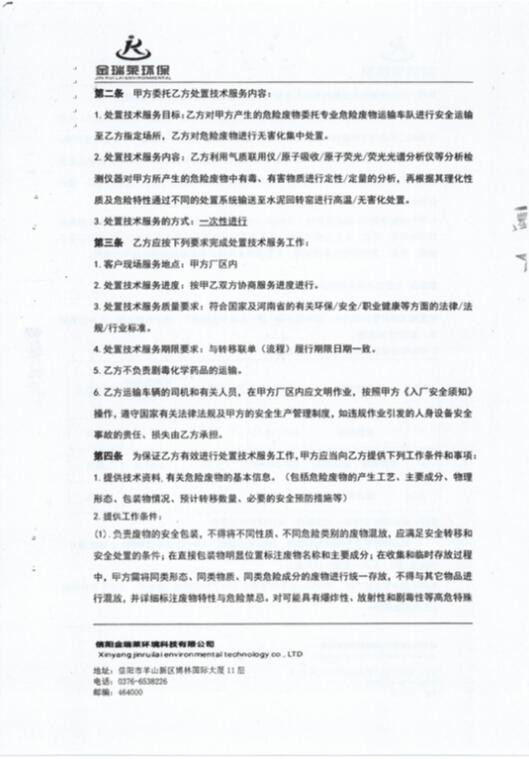 金瑞莱环保
JIN RUI LAI ENVIRONMENTAL
第二条 甲方委托乙方处置技术服务内容：
1.处置技术服务目标:乙方对甲方产生的危险废物委托专业危险废物运输车队进行安全运输
至乙方指定场所，乙方对危险废物进行无害化集中处置。
2.处置技术服务内容：乙方利用气质联用仪/原子吸收/原子荧光/荧光光谱分析仪等分析检
测仪器对甲方所产生的危险废物中有毒、有害物质进行定性/定量的分析，再根据其理化性
质及危险特性通过不同的处置系统输送至水泥回转窑进行高温/无害化处置。
3.处置技术服务的方式：一次性进行
第三条 乙方应按下列要求完成处置技术服务工作：
1.客户现场服务地点：甲方厂区内
2.处置技术服务进度：按甲乙双方协商服务进度进行。
3.处置技术服务质量要求：符合国家及河南省的有关环保/安全/职业健康等方面的法律/法
规/行业标准。
4.处置技术服务期限要求：与转移联单（流程）履行期限日期一致。
5.乙方不负责剧毒化学药品的运输。
6.乙方运输车辆的司机和有关人员，在甲方厂区内应文明作业，按照甲方《入厂安全须知》
操作，遵守国家有关法律法规及甲方的安全生产管理制度，如违规作业引发的人身设备安全
事故的责任、损失由乙方承担。
第四条 为保证乙方有效进行处置技术服务工作,甲方应当向乙方提供下列工作条件和事项：
1.提供技术资料,有关危险废物的基本信息。（包括危险废物的产生工艺、主要成分、物理
形态、包装物情况、预计转移数量、必要的安全预防措施等）
2.提供工作条件：
(1).负责废物的安全包装，不得将不同性质、不同危险类别的废物混放，应满足安全转移和
安全处置的条件；在直接包装物明显位置标注废物名称和主要成分；在收集和临时存放过程
中，甲方需将同类形态、同类物质、同类危险成分的废物进行统一存放，不得与其它物品进
行混放，并详细标注废物特性与危险禁忌。对可能具有爆炸性、放射性和剧毒性等高危特殊
信阳金瑞莱环境科技有限公司
Xinyang jinruilai environmental technology co., LTD
地址：信阳市羊山新区博林国际大厦 11 层
电话：0376-6538226
邮编：464000